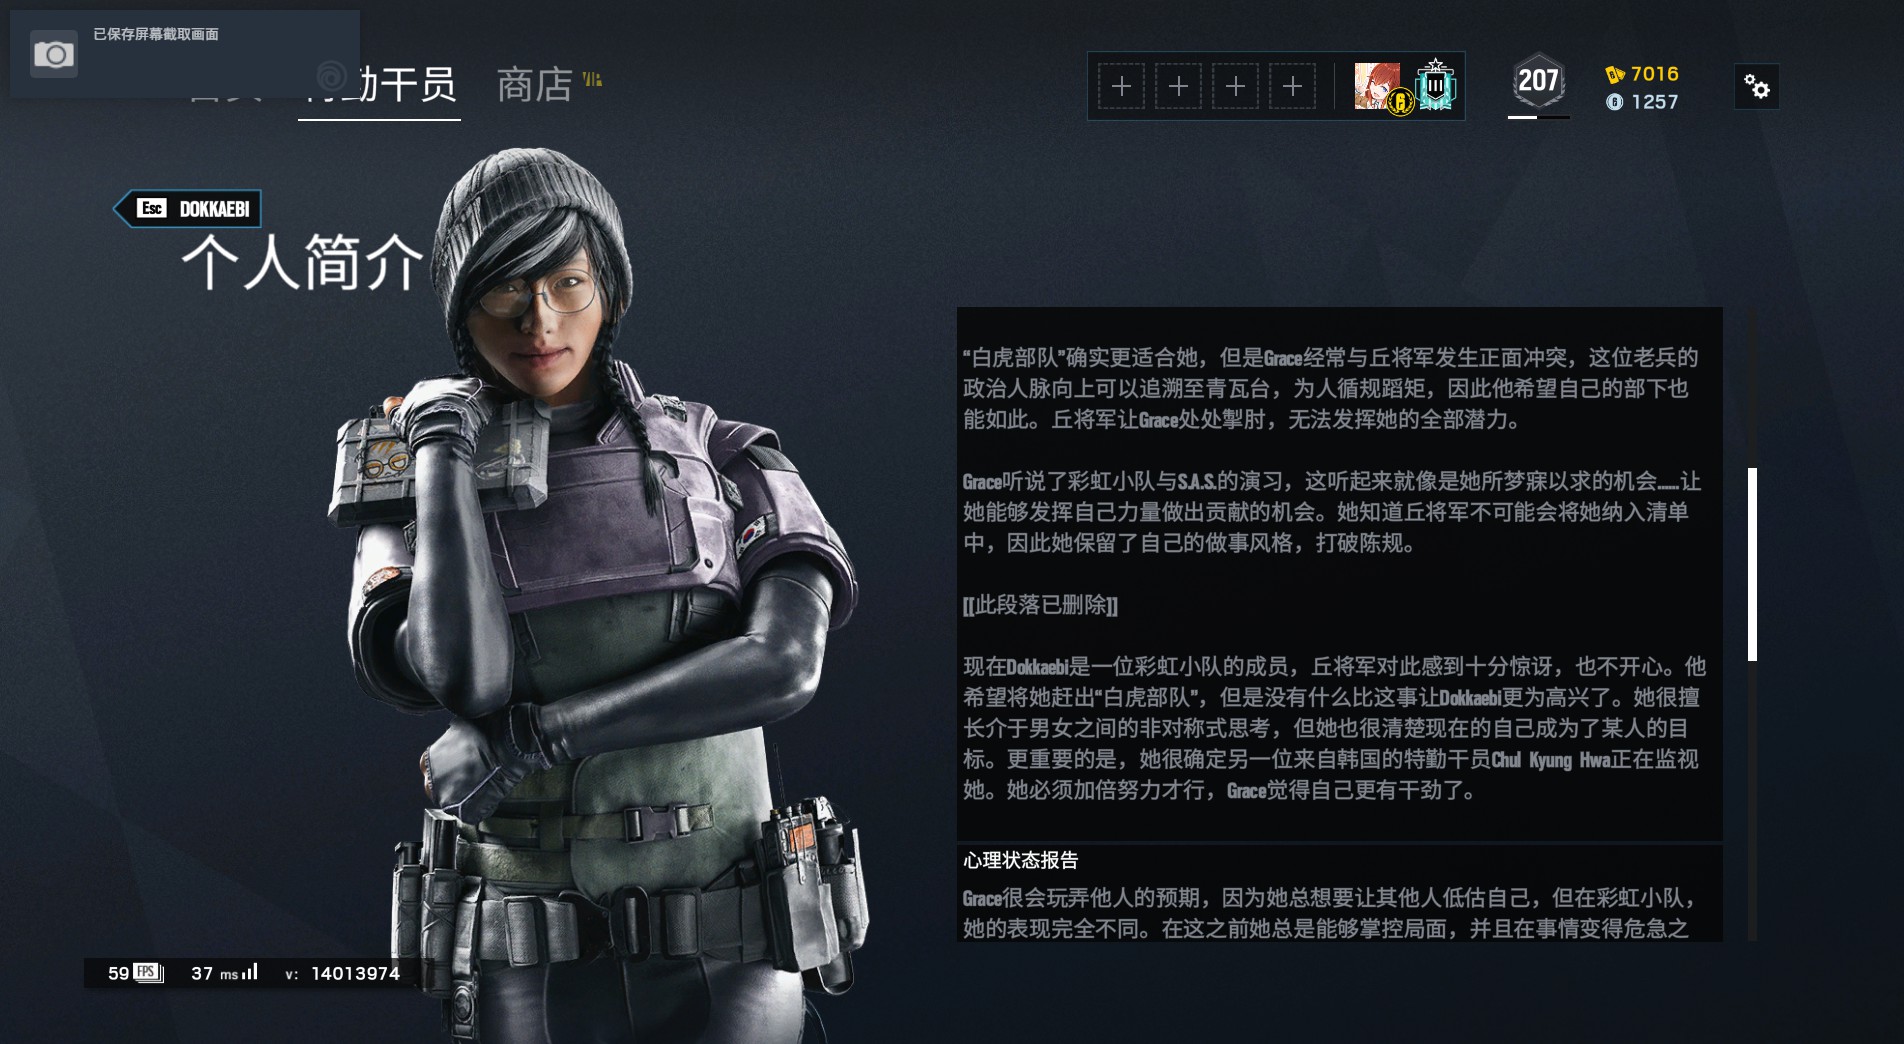 已保存屏幕截取画面
特勤干员
商店
207
7016
1257
Esc DOKKAEBI
个人简介
“白虎部队”确实更适合她，但是Grace经常与丘将军发生正面冲突，这位老兵的
政治人脉向上可以追溯至青瓦台，为人循规蹈矩，因此他希望自己的部下也
能如此。丘将军让Grace处处掣肘，无法发挥她的全部潜力。
Grace听说了彩虹小队与S.A.S.的演习，这听起来就像是她所梦寐以求的机会......让
她能够发挥自己力量做出贡献的机会。她知道丘将军不可能会将她纳入清单
中，因此她保留了自己的做事风格，打破陈规。
[[此段落已删除]]
现在Dokkaebi是一位彩虹小队的成员，丘将军对此感到十分惊讶，也不开心。他
希望将她赶出“白虎部队”，但是没有什么比这事让Dokkaebi更为高兴了。她很擅
长介于男女之间的非对称式思考，但她也很清楚现在的自己成为了某人的目
标。更重要的是，她很确定另一位来自韩国的特勤干员Chul Kyung Hwa正在监视
她。她必须加倍努力才行，Grace觉得自己更有干劲了。
心理状态报告
Grace很会玩弄他人的预期，因为她总想要让其他人低估自己，但在彩虹小队，
她的表现完全不同。在这之前她总是能够掌控局面，并且在事情变得危急之
59 FPS 37 ms v: 14013974